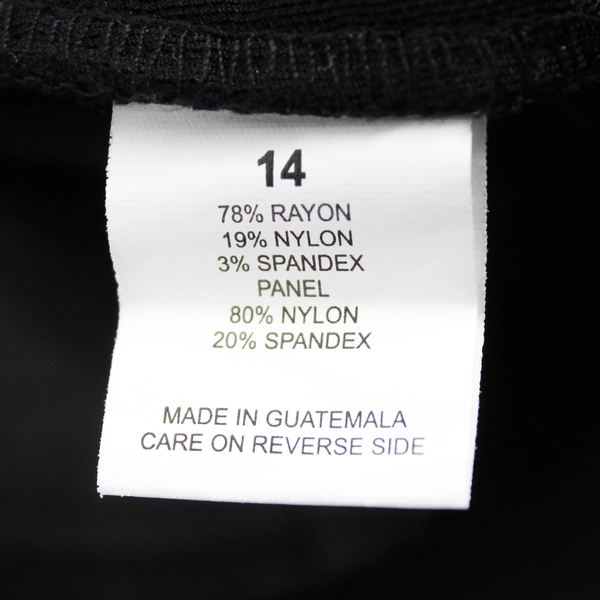 14
78% RAYON
19% NYLON
3% SPANDEX
PANEL
80% NYLON
20% SPANDEX
MADE IN GUATEMALA
CARE ON REVERSE SIDE